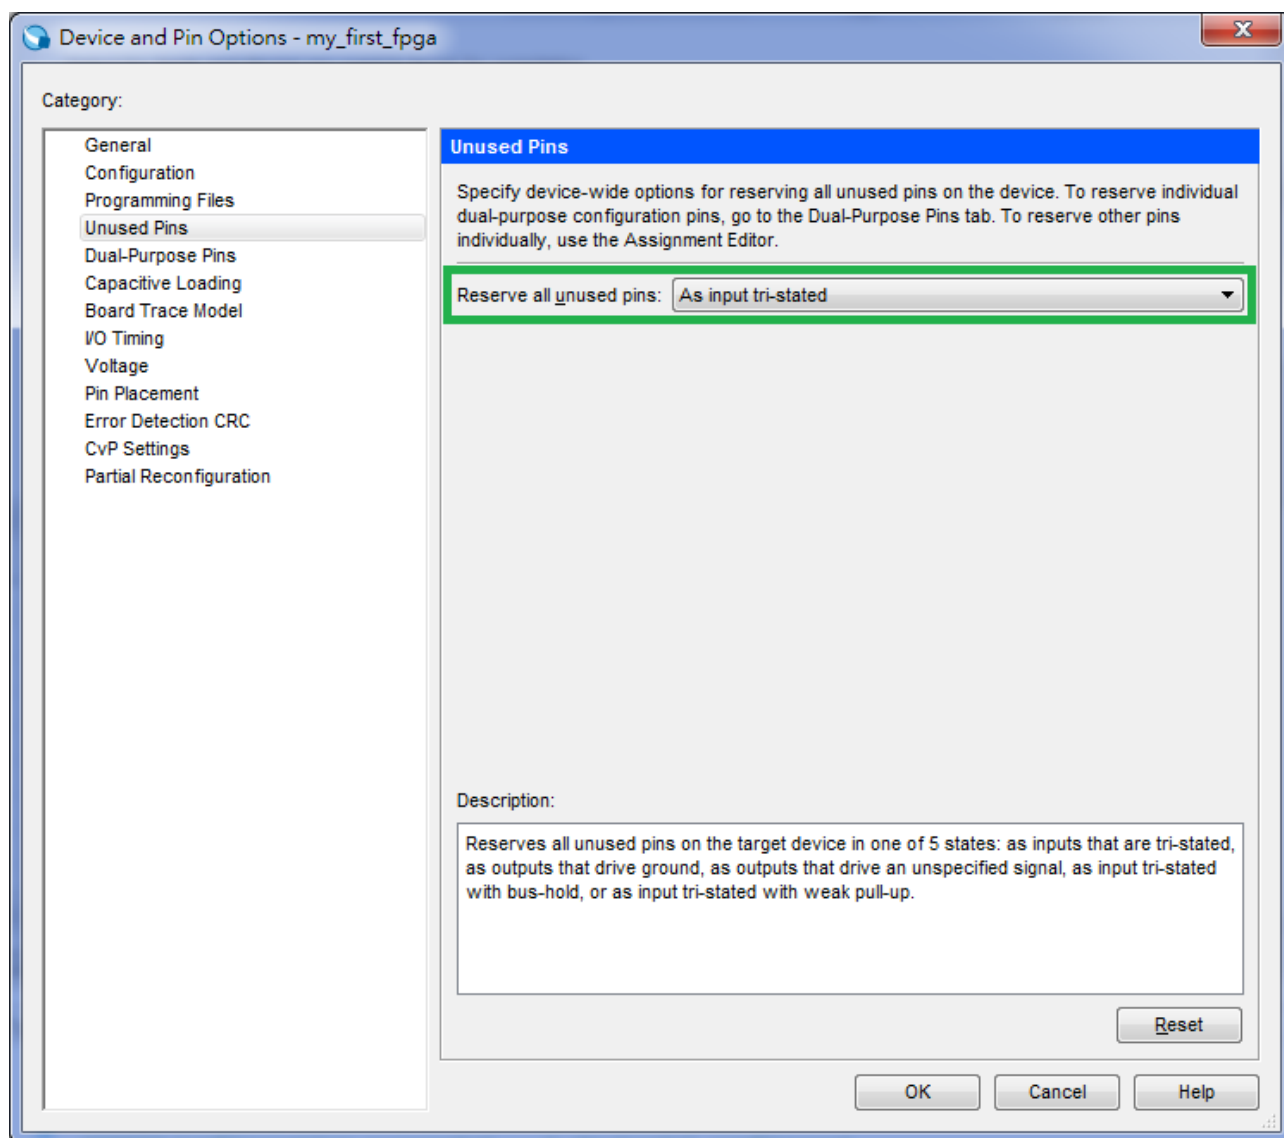 Device and Pin Options - my_first_fpga
X
Category:
General
Configuration
Programming Files
Unused Pins
Dual-Purpose Pins
Capacitive Loading
Board Trace Model
I/O Timing
Voltage
Pin Placement
Error Detection CRC
CvP Settings
Partial Reconfiguration
Unused Pins
Specify device-wide options for reserving all unused pins on the device. To reserve individual
dual-purpose configuration pins, go to the Dual-Purpose Pins tab. To reserve other pins
individually, use the Assignment Editor.
Reserve all unused pins: As input tri-stated
Description:
Reserves all unused pins on the target device in one of 5 states: as inputs that are tri-stated,
as outputs that drive ground, as outputs that drive an unspecified signal, as input tri-stated
with bus-hold, or as input tri-stated with weak pull-up.
Reset
OK Cancel Help